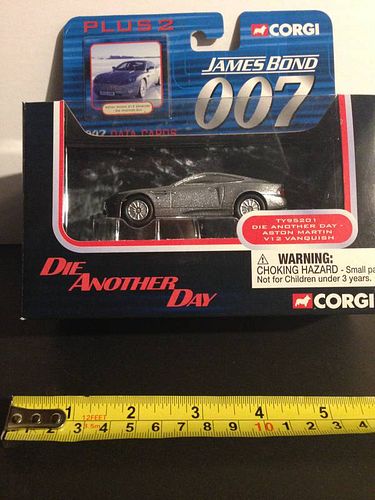 PLUS 2
CORGI
JAMES BOND
007
007 DATA CARDS
TY95201
DIE ANOTHER DAY -
ASTON MARTIN
V12 VANQUISH
WARNING:
CHOKING HAZARD - Small pa
Not for Children under 3 years.
DIE
ANOTHER
DAY
CORGI
1 2 3 4 5
12FEET
1.5m
1 2 3 4 5 6 7 8 9 10 1 2 3 4